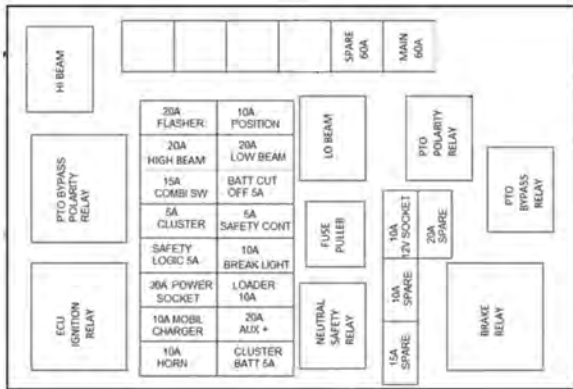 HI BEAM
SPARE
60A
MAIN
60A
20A
FLASHER
10A
POSITION
20A
HIGH BEAM
20A
LOW BEAM
15A
COMBI SW
BATT CUT
OFF 5A
5A
CLUSTER
5A
SAFETY CONT
SAFETY
LOGIC 5A
10A
BREAK LIGHT
30A POWER
SOCKET
LOADER
10A
10A MOBIL
CHARGER
20A
AUX +
10A
HORN
CLUSTER
BATT 5A
PTO BYPASS
POLARITY
RELAY
ECU
IGNITION
RELAY
LO BEAM
FUSE
PULLER
NEUTRAL
SAFETY
RELAY
PTO
POLARITY
RELAY
PTO
BYPASS
RELAY
10A
12V SOCKET
20A
SPARE
10A
SPARE
15A
SPARE
BRAKE
RELAY